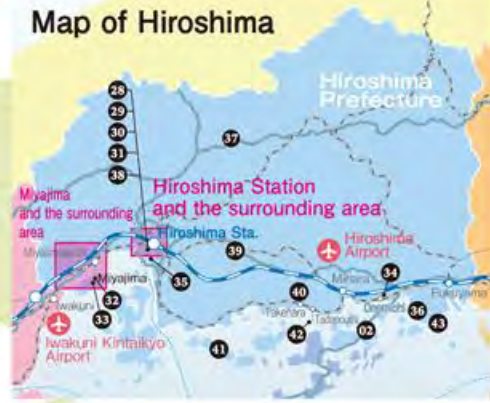 Map of Hiroshima
28
29
30
31
38
37
Hiroshima
Prefecture
Miyajima
and the surrounding
area
Hiroshima Station
and the surrounding area
Hiroshima Sta.
39
Hiroshima
Airport
35
34
Mihara
Fukuyama
Miyajima
32
33
Iwakuni
Iwakuni Kintaikyo
Airport
40
Takehara
42
02
36
43
41